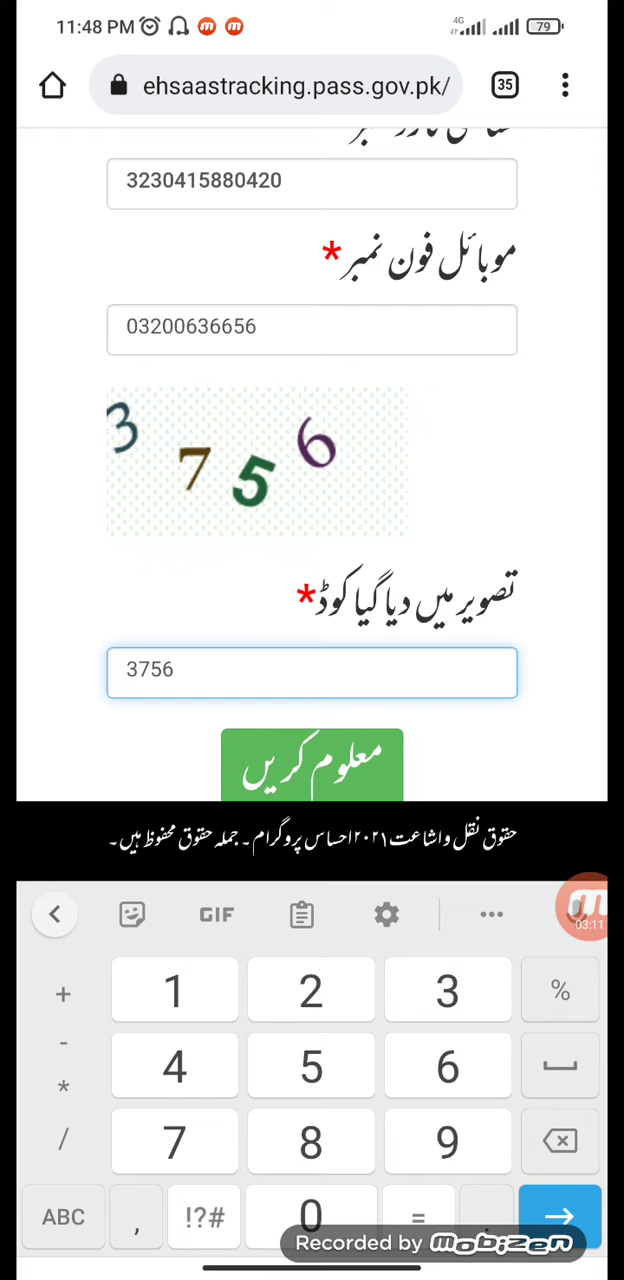 11:48 PM
4G
79
ehsaastracking.pass.gov.pk/
35
3230415880420
موبائل فون نمبر*
03200636656
3 7 5 6
تصویر میں دیا گیا کوڈ*
3756
معلوم کریں
حقوق نقل و اشاعت ۲۰۲۱ احساس پروگرام۔ جملہ حقوق محفوظ ہیں۔
GIF
03:11
+ 1 2 3 %
- 4 5 6
*
/ 7 8 9
ABC , !?# 0 = .
Recorded by mobizen